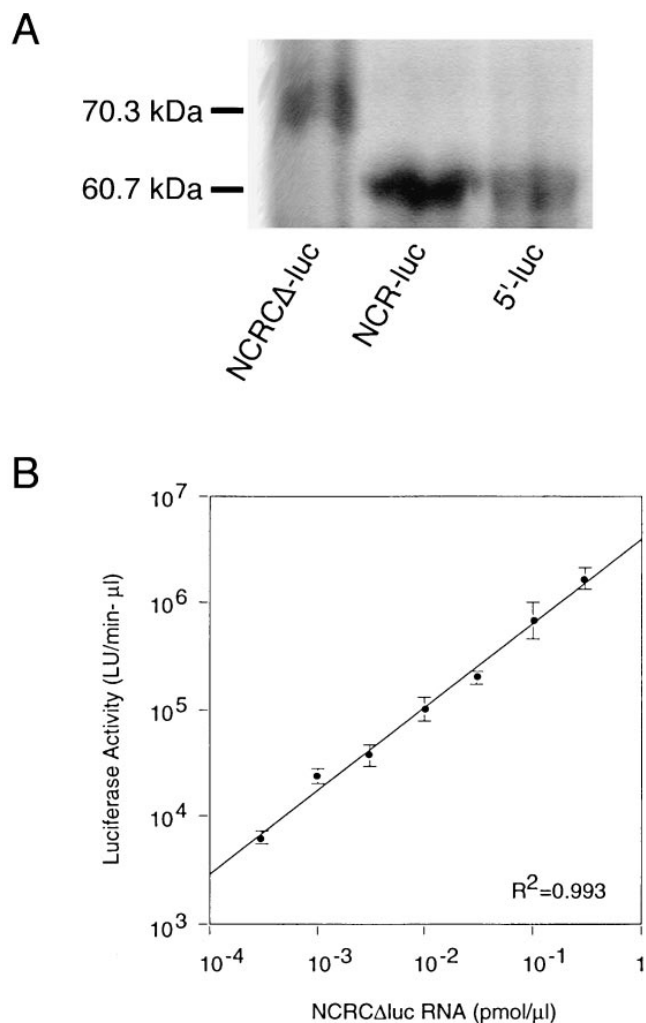 A
70.3 kDa
60.7 kDa
NCRCΔ-luc
NCR-luc
5'-luc
B
Luciferase Activity (LU/min- µl)
10^7
10^6
10^5
10^4
10^3
R^2=0.993
10^-4 10^-3 10^-2 10^-1 1
NCRCΔluc RNA (pmol/µl)